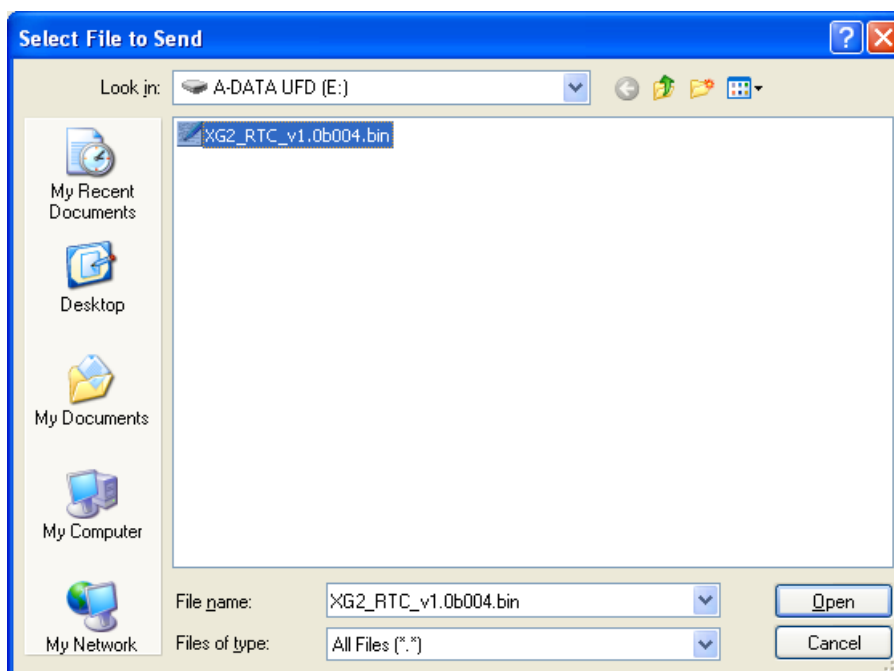 Select File to Send
Look in:
A-DATA UFD (E:)
XG2_RTC_v1.0b004.bin
My Recent
Documents
Desktop
My Documents
My Computer
My Network
File name:
XG2_RTC_v1.0b004.bin
Open
Files of type:
All Files (*.*)
Cancel